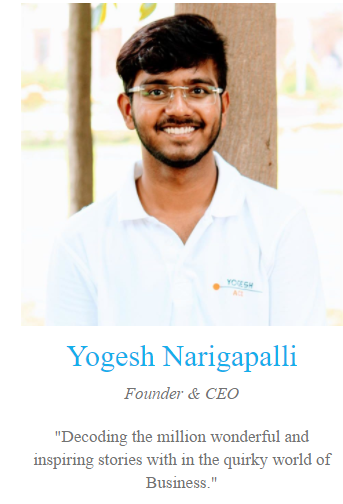 YOGESH
Yogesh Narigapalli
Founder & CEO
"Decoding the million wonderful and
inspiring stories with in the quirky world of
Business."